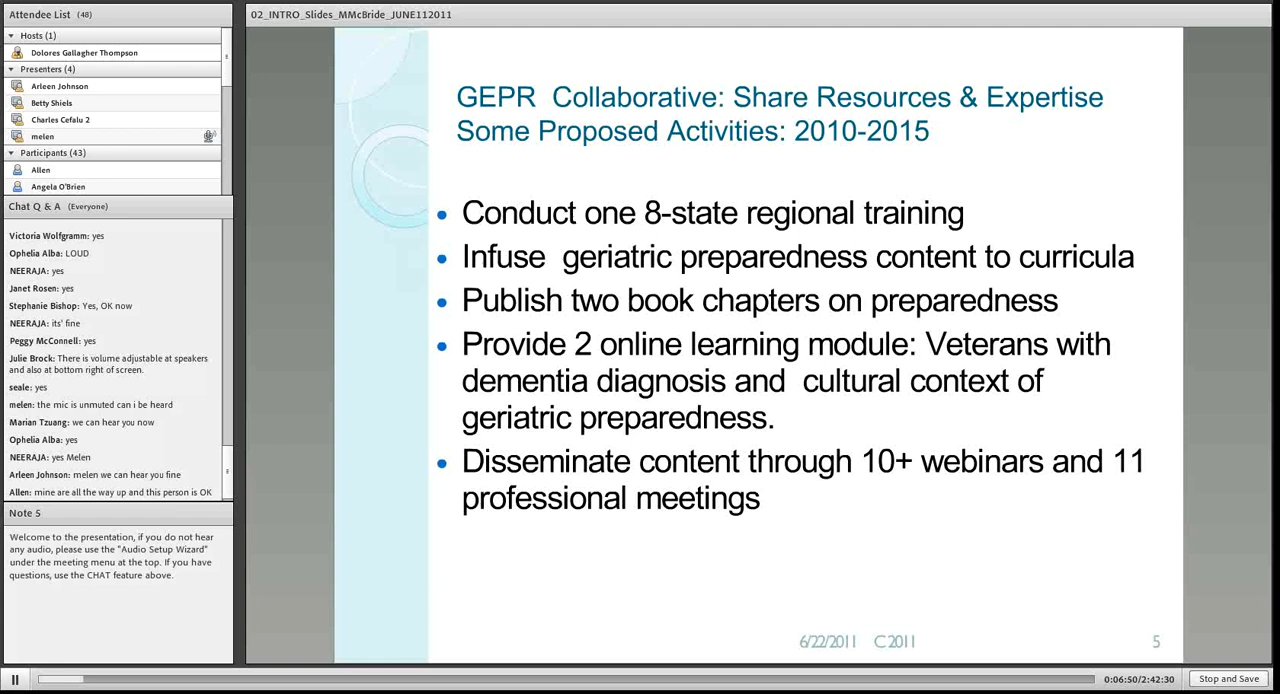 Attendee List (48)
Hosts (1)
Dolores Gallagher Thompson
Presenters (4)
Arleen Johnson
Betty Shiels
Charles Cefalu 2
melen
Participants (43)
Allen
Angela O'Brien
Chat Q & A (Everyone)
Victoria Wolfgramm: yes
Ophelia Alba: LOUD
NEERAJA: yes
Janet Rosen: yes
Stephanie Bishop: Yes, OK now
NEERAJA: its' fine
Peggy McConnell: yes
Julie Brock: There is volume adjustable at speakers
and also at bottom right of screen.
seale: yes
melen: the mic is unmuted can i be heard
Marian Tzuang: we can hear you now
Ophelia Alba: yes
NEERAJA: yes Melen
Arleen Johnson: melen we can hear you fine
Allen: mine are all the way up and this person is OK
Note 5
Welcome to the presentation, if you do not hear
any audio, please use the "Audio Setup Wizard"
under the meeting menu at the top. If you have
questions, use the CHAT feature above.
02_INTRO_Slides_MMcBride_JUNE112011
GEPR Collaborative: Share Resources & Expertise
Some Proposed Activities: 2010-2015
• Conduct one 8-state regional training
• Infuse geriatric preparedness content to curricula
• Publish two book chapters on preparedness
• Provide 2 online learning module: Veterans with
dementia diagnosis and cultural context of
geriatric preparedness.
• Disseminate content through 10+ webinars and 11
professional meetings
6/22/2011 C 2011
5
0:06:50/2:42:30
Stop and Save